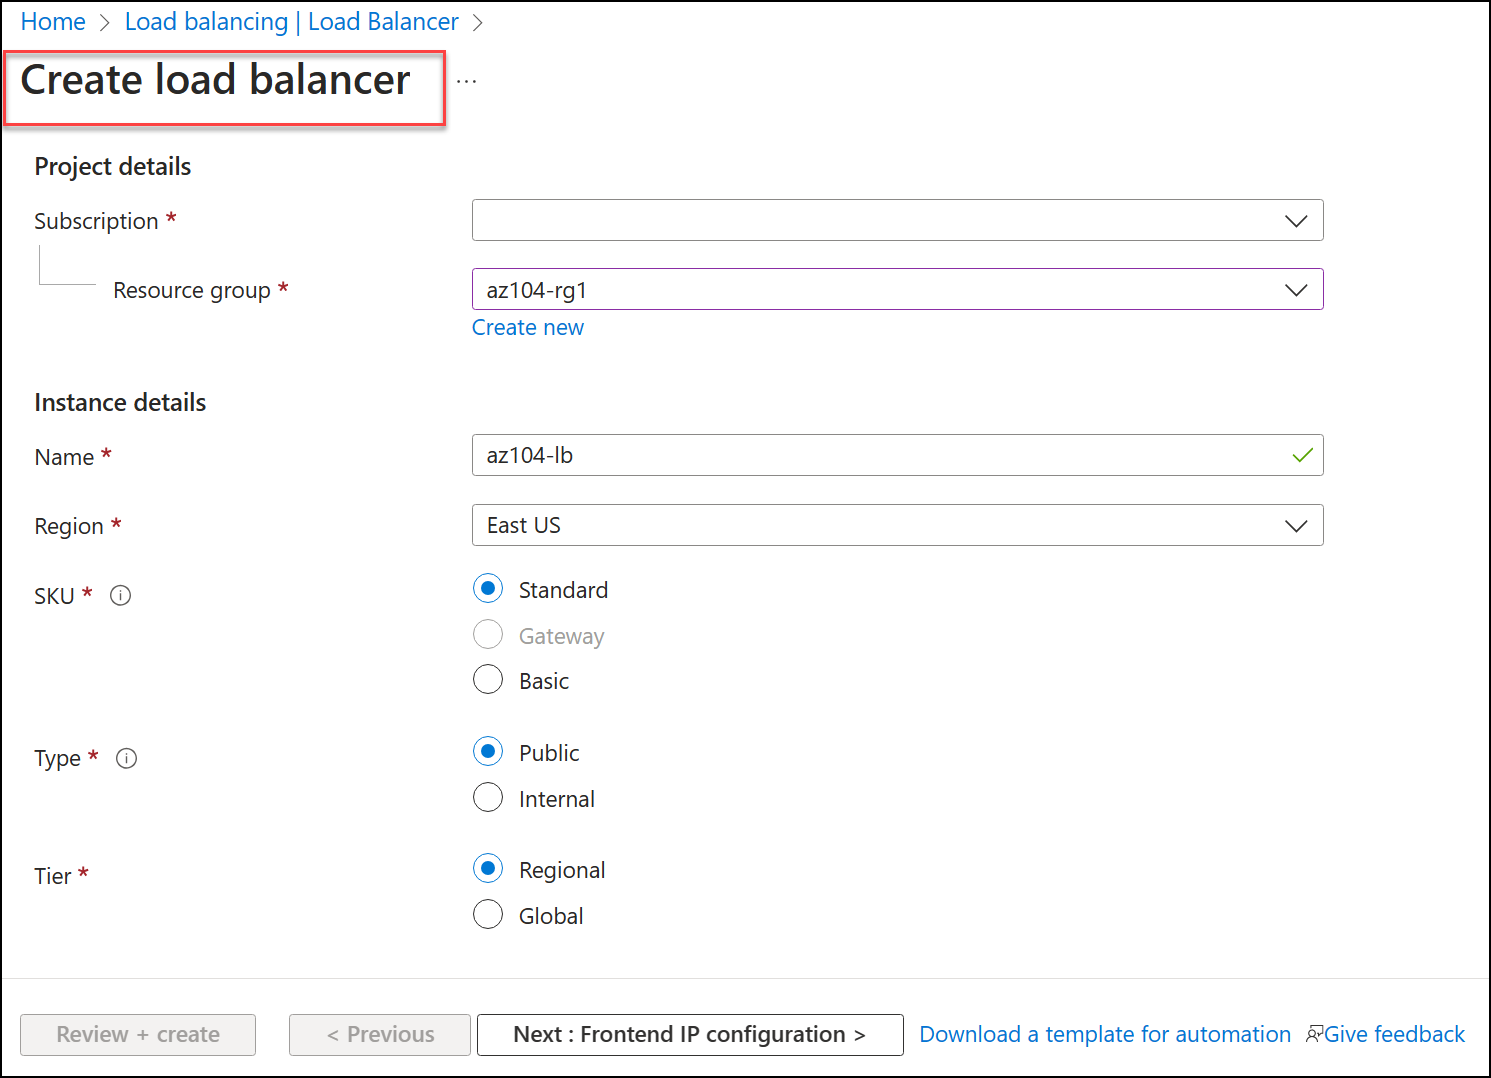 Home > Load balancing | Load Balancer >
Create load balancer ...
Project details
Subscription *
Resource group * az104-rg1
Create new
Instance details
Name * az104-lb
Region * East US
SKU * Standard
Gateway
Basic
Type * Public
Internal
Tier * Regional
Global
Review + create < Previous Next : Frontend IP configuration > Download a template for automation Give feedback